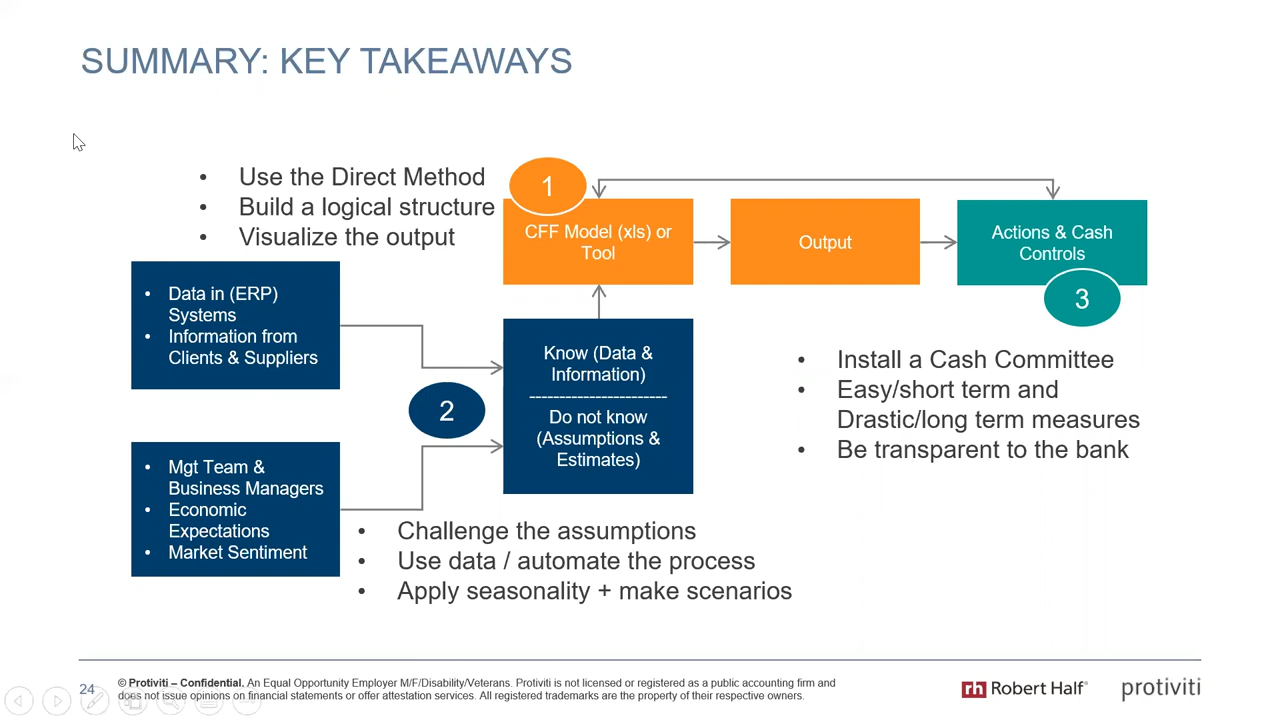 SUMMARY: KEY TAKEAWAYS
• Use the Direct Method
• Build a logical structure
• Visualize the output
1
CFF Model (xls) or
Tool
Output
Actions & Cash
Controls
3
• Data in (ERP)
Systems
• Information from
Clients & Suppliers
2
Know (Data &
Information)
-----------------------
Do not know
(Assumptions &
Estimates)
• Install a Cash Committee
• Easy/short term and
Drastic/long term measures
• Be transparent to the bank
• Mgt Team &
Business Managers
• Economic
Expectations
• Market Sentiment
• Challenge the assumptions
• Use data / automate the process
• Apply seasonality + make scenarios
24
© Protiviti – Confidential. An Equal Opportunity Employer M/F/Disability/Veterans. Protiviti is not licensed or registered as a public accounting firm and
does not issue opinions on financial statements or offer attestation services. All registered trademarks are the property of their respective owners.
rh Robert Half®
protiviti